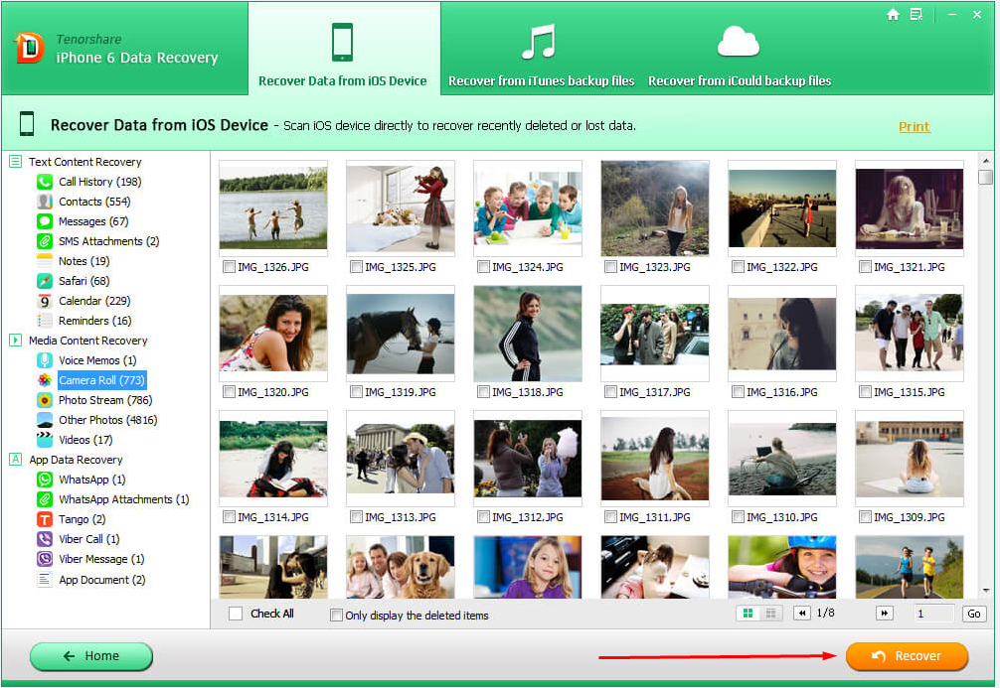 Tenorshare
iPhone 6 Data Recovery
Recover Data from iOS Device
Recover from iTunes backup files
Recover from iCould backup files
Recover Data from iOS Device - Scan iOS device directly to recover recently deleted or lost data.
Print
Text Content Recovery
Call History (198)
Contacts (554)
Messages (67)
SMS Attachments (2)
Notes (19)
Safari (68)
9
Calendar (229)
Reminders (16)
Media Content Recovery
Voice Memos (1)
Camera Roll (773)
Photo Stream (786)
Other Photos (4816)
Videos (17)
A App Data Recovery
WhatsApp (1)
WhatsApp Attachments (1)
T Tango (2)
Viber Call (1)
Viber Message (1)
App Document (2)
IMG_1326.JPG IMG_1325.JPG IMG_1324.JPG IMG_1323.JPG IMG_1322.JPG IMG_1321.JPG
IMG_1320.JPG IMG_1319.JPG IMG_1318.JPG IMG_1317.JPG IMG_1316.JPG IMG_1315.JPG
IMG_1314.JPG IMG_1313.JPG IMG_1312.JPG IMG_1311.JPG IMG_1310.JPG IMG_1309.JPG
Check All Only display the deleted items 1/8 1 Go
Home
Recover